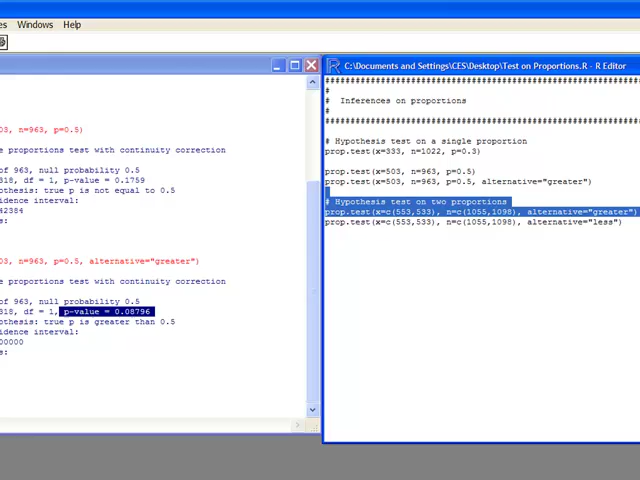 es Windows Help
03, n=963, p=0.5)
e proportions test with continuity correction
of 963, null probability 0.5
318, df = 1, p-value = 0.1759
othesis: true p is not equal to 0.5
idence interval:
42384
s:
03, n=963, p=0.5, alternative="greater")
e proportions test with continuity correction
of 963, null probability 0.5
318, df = 1, p-value = 0.08796
othesis: true p is greater than 0.5
idence interval:
00000
s:
C:\Documents and Settings\CES\Desktop\Test on Proportions.R - R Editor
################################################################
#
# Inferences on proportions
#
################################################################
# Hypothesis test on a single proportion
prop.test(x=333, n=1022, p=0.3)
prop.test(x=503, n=963, p=0.5)
prop.test(x=503, n=963, p=0.5, alternative="greater")
# Hypothesis test on two proportions
prop.test(x=c(553,533), n=c(1055,1098), alternative="greater")
prop.test(x=c(553,533), n=c(1055,1098), alternative="less")